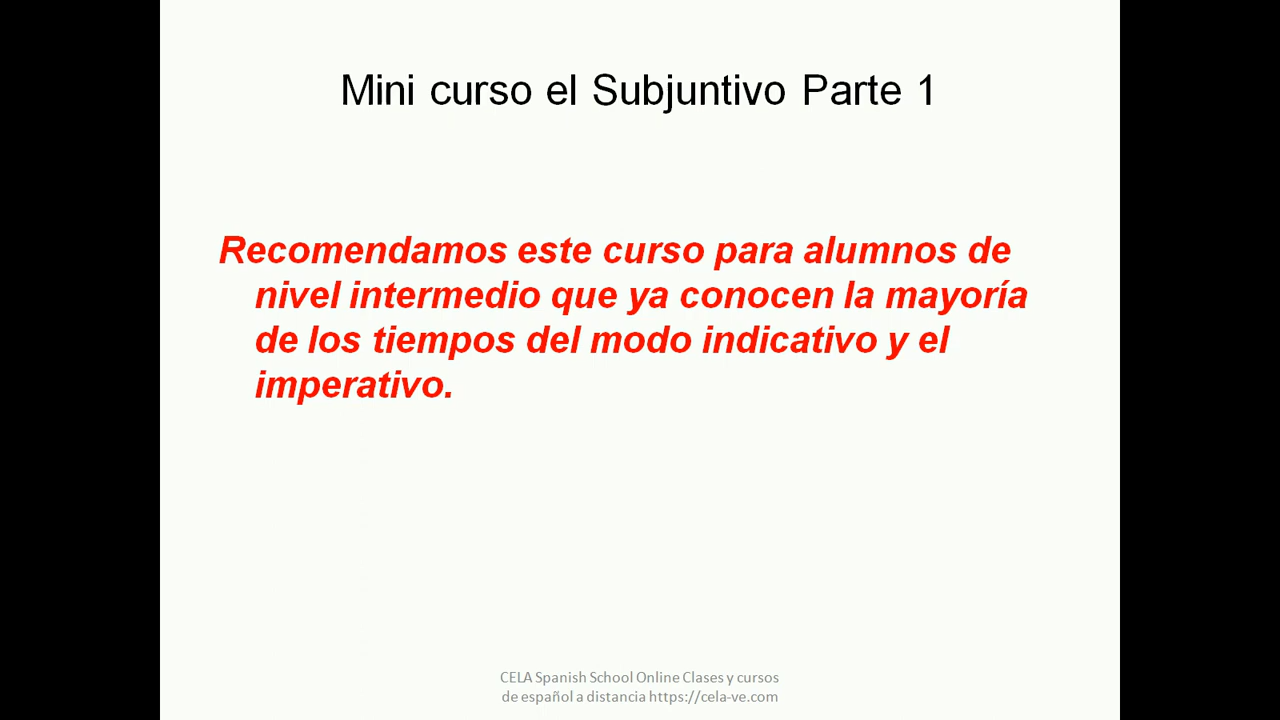 Mini curso el Subjuntivo Parte 1
Recomendamos este curso para alumnos de
nivel intermedio que ya conocen la mayoría
de los tiempos del modo indicativo y el
imperativo.
CELA Spanish School Online Clases y cursos
de español a distancia https://cela-ve.com